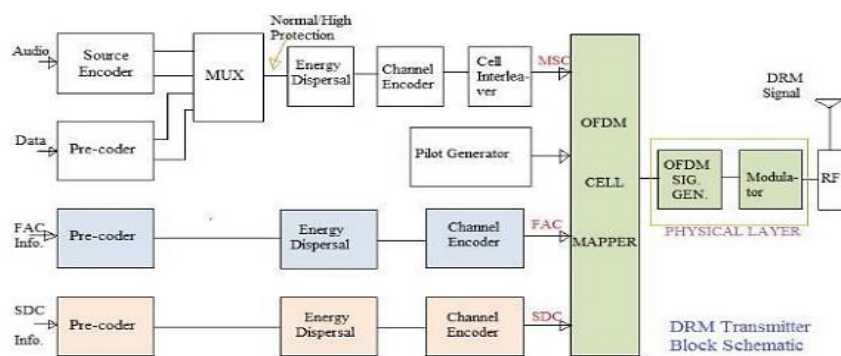 Normal/High
Protection
Audio
Source
Encoder
MUX
Energy
Dispersal
Channel
Encoder
Cell
Interlea-
ver
MSC
DRM
Signal
Data
Pre-coder
Pilot Generator
OFDM
CELL
MAPPER
OFDM
SIG.
GEN.
Modula-
tor
RF
PHYSICAL LAYER
FAC
Info.
Pre-coder
Energy
Dispersal
Channel
Encoder
FAC
SDC
Info.
Pre-coder
Energy
Dispersal
Channel
Encoder
SDC
DRM Transmitter
Block Schematic